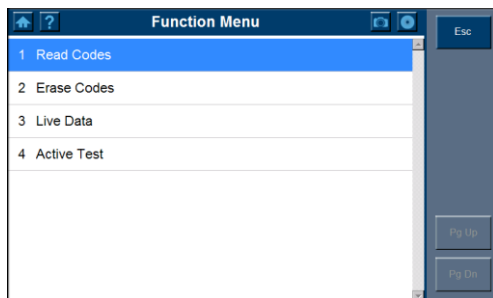 ?
Function Menu
Esc
1 Read Codes
2 Erase Codes
3 Live Data
4 Active Test
Pg Up
Pg Dn